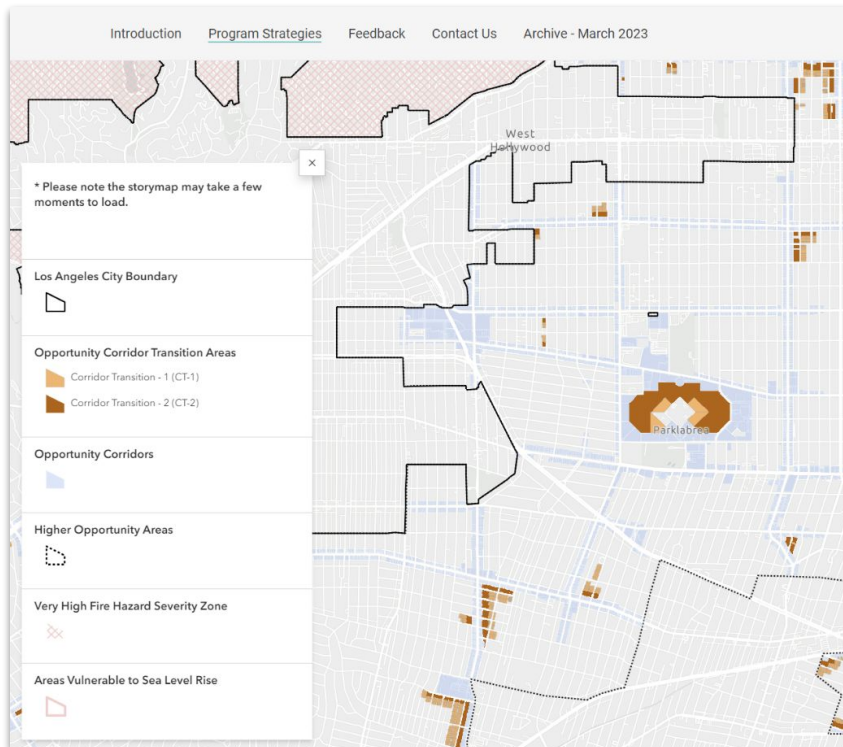 Introduction Program Strategies Feedback Contact Us Archive - March 2023
West
Hollywood
×
* Please note the storymap may take a few
moments to load.
Los Angeles City Boundary
Opportunity Corridor Transition Areas
Corridor Transition - 1 (CT-1)
Corridor Transition - 2 (CT-2)
Parklabrea
Opportunity Corridors
Higher Opportunity Areas
Very High Fire Hazard Severity Zone
Areas Vulnerable to Sea Level Rise